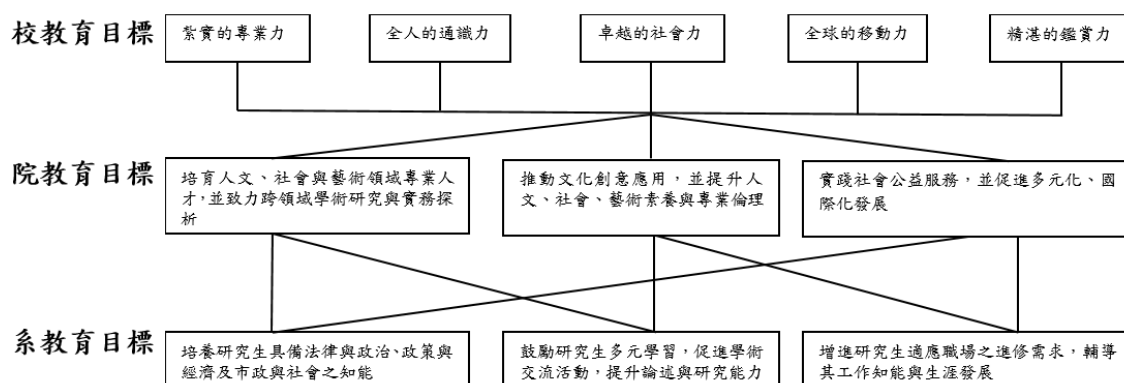 校教育目標
紮實的專業力
全人的通識力
卓越的社會力
全球的移動力
精湛的鑑賞力
院教育目標
培育人文、社會與藝術領域專業人
才,並致力跨領域學術研究與實務探
析
推動文化創意應用,並提升人
文、社會、藝術素養與專業倫理
實踐社會公益服務,並促進多元化、國
際化發展
系教育目標
培養研究生具備法律與政治、政策與
經濟及市政與社會之知能
鼓勵研究生多元學習,促進學術
交流活動,提升論述與研究能力
增進研究生適應職場之進修需求,輔導
其工作知能與生涯發展